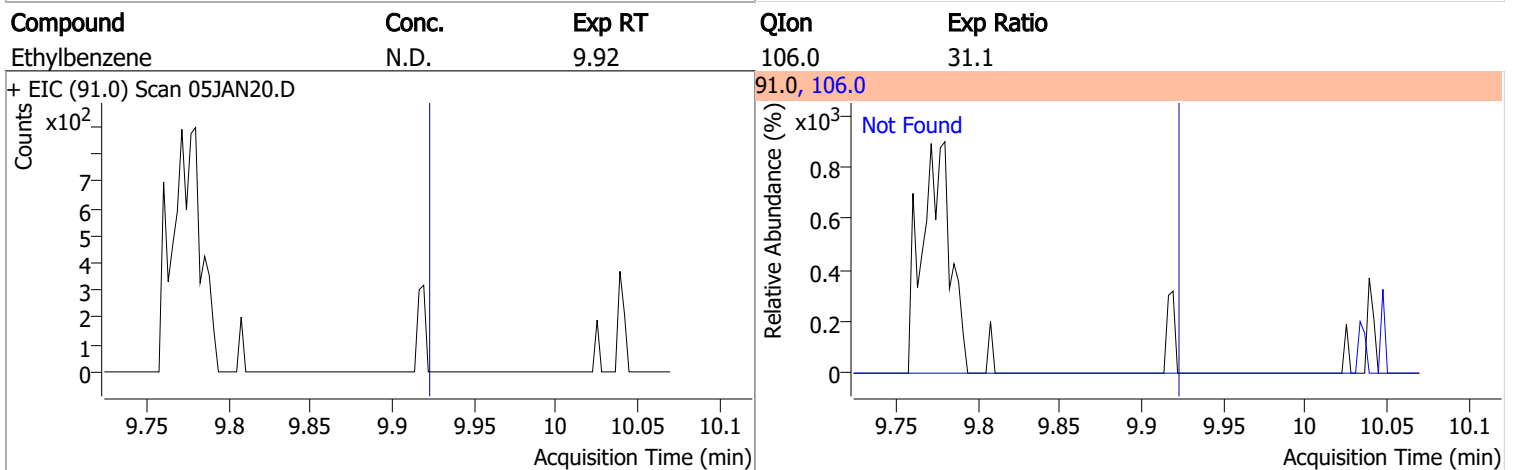 Compound Conc. Exp RT QIon Exp Ratio
Ethylbenzene N.D. 9.92 106.0 31.1
+ EIC (91.0) Scan 05JAN20.D
Counts
x10²
7
6
5
4
3
2
1
0
9.75 9.8 9.85 9.9 9.95 10 10.05 10.1
Acquisition Time (min)
91.0, 106.0
Relative Abundance (%)
x10³
Not Found
0.8
0.6
0.4
0.2
0
9.75 9.8 9.85 9.9 9.95 10 10.05 10.1
Acquisition Time (min)